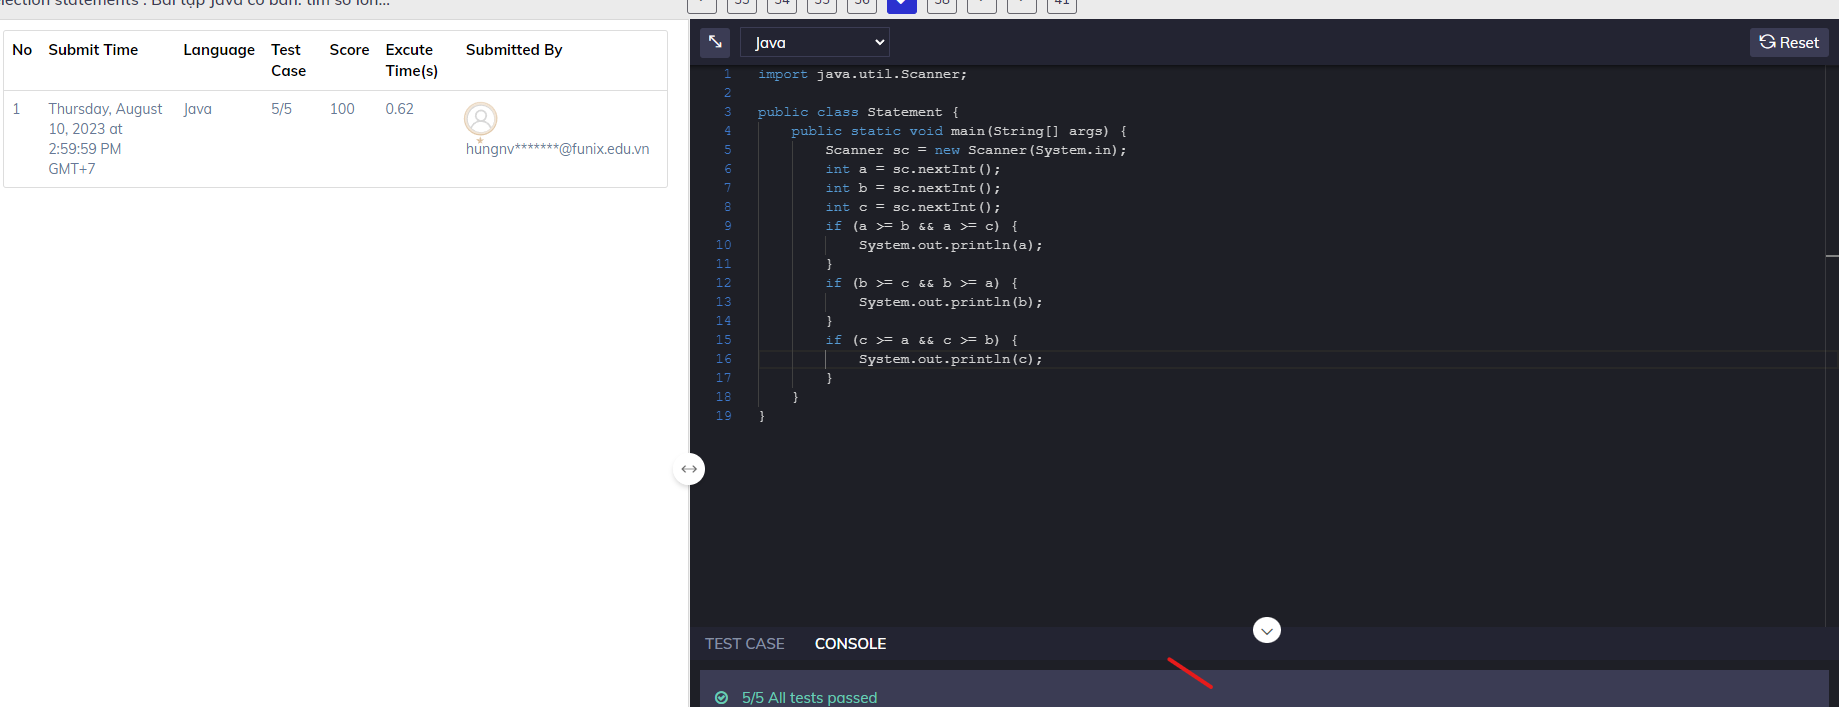 lection statements : Bài tập Java cơ bản: tìm số lớn...
35 34 35 36 38 41
No Submit Time Language Test Case Score Excute Time(s) Submitted By
1 Thursday, August 10, 2023 at 2:59:59 PM GMT+7 Java 5/5 100 0.62 hungnv*******@funix.edu.vn
Java
Reset
1 import java.util.Scanner;
2
3 public class Statement {
4 public static void main(String[] args) {
5 Scanner sc = new Scanner(System.in);
6 int a = sc.nextInt();
7 int b = sc.nextInt();
8 int c = sc.nextInt();
9 if (a >= b && a >= c) {
10 System.out.println(a);
11 }
12 if (b >= c && b >= a) {
13 System.out.println(b);
14 }
15 if (c >= a && c >= b) {
16 System.out.println(c);
17 }
18 }
19 }
TEST CASE CONSOLE
5/5 All tests passed